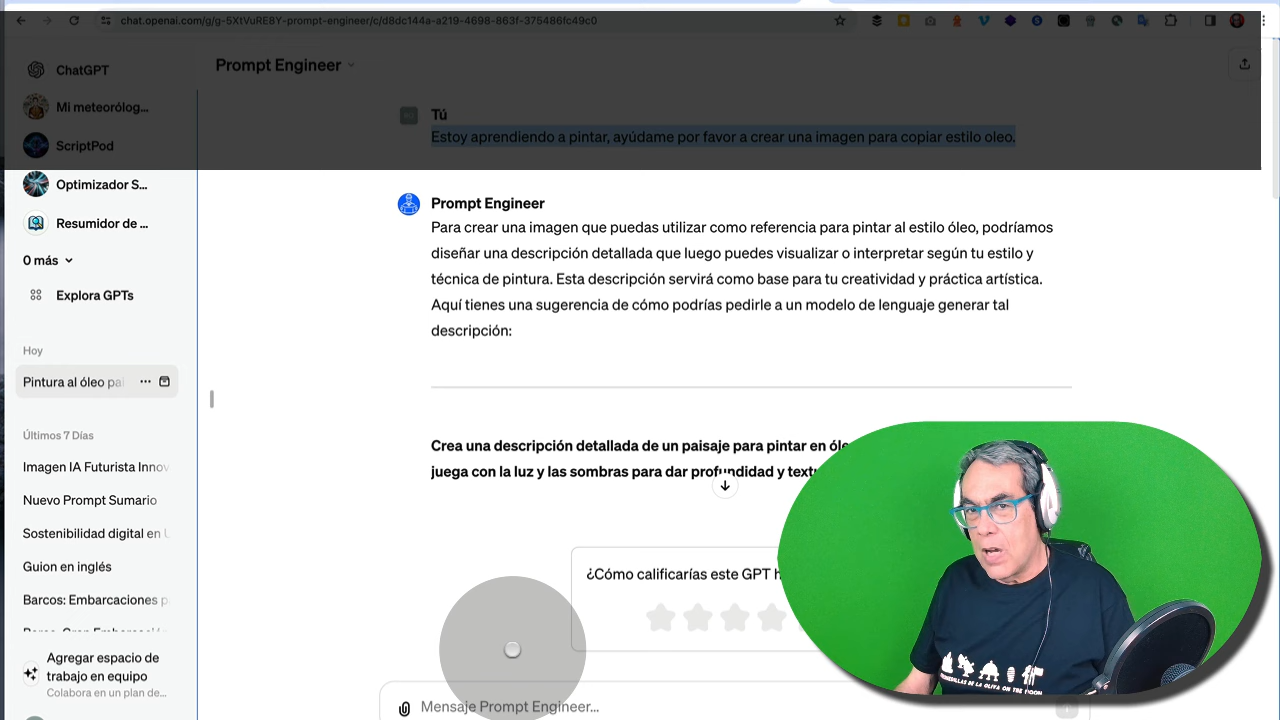 chat.openai.com/g/g-5XtVuRE8Y-prompt-engineer/c/d8dc144a-a219-4698-863f-375486fc49c0
ChatGPT
Mi meteorólog...
ScriptPod
Optimizador S...
Resumidor de ...
0 más
Explora GPTs
Hoy
Pintura al óleo pai
Últimos 7 Días
Imagen IA Futurista Innov
Nuevo Prompt Sumario
Sostenibilidad digital en
Guion en inglés
Barcos: Embarcaciones p
Agregar espacio de
trabajo en equipo
Colabora en un plan de...
Prompt Engineer
Tú
Estoy aprendiendo a pintar, ayúdame por favor a crear una imagen para copiar estilo oleo.
Prompt Engineer
Para crear una imagen que puedas utilizar como referencia para pintar al estilo óleo, podríamos
diseñar una descripción detallada que luego puedes visualizar o interpretar según tu estilo y
técnica de pintura. Esta descripción servirá como base para tu creatividad y práctica artística.
Aquí tienes una sugerencia de cómo podrías pedirle a un modelo de lenguaje generar tal
descripción:
Crea una descripción detallada de un paisaje para pintar en óle
juega con la luz y las sombras para dar profundidad y textu
¿Cómo calificarías este GPT h
Mensaje Prompt Engineer...